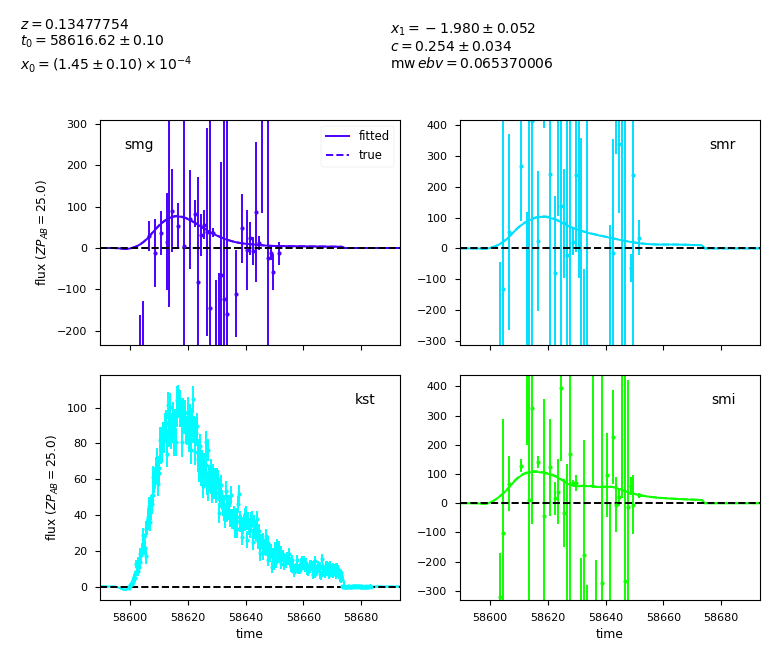 z = 0.13477754
t₀ = 58616.62 ± 0.10
x₀ = (1.45 ± 0.10) × 10⁻⁴
x₁ = −1.980 ± 0.052
c = 0.254 ± 0.034
mw ebv = 0.065370006
300
200
100
0
−100
−200
flux (ZP_AB = 25.0)
smg
fitted
true
400
300
200
100
0
−100
−200
−300
smr
100
80
60
40
20
0
flux (ZP_AB = 25.0)
kst
58600 58620 58640 58660 58680
time
400
300
200
100
0
−100
−200
−300
smi
58600 58620 58640 58660 58680
time